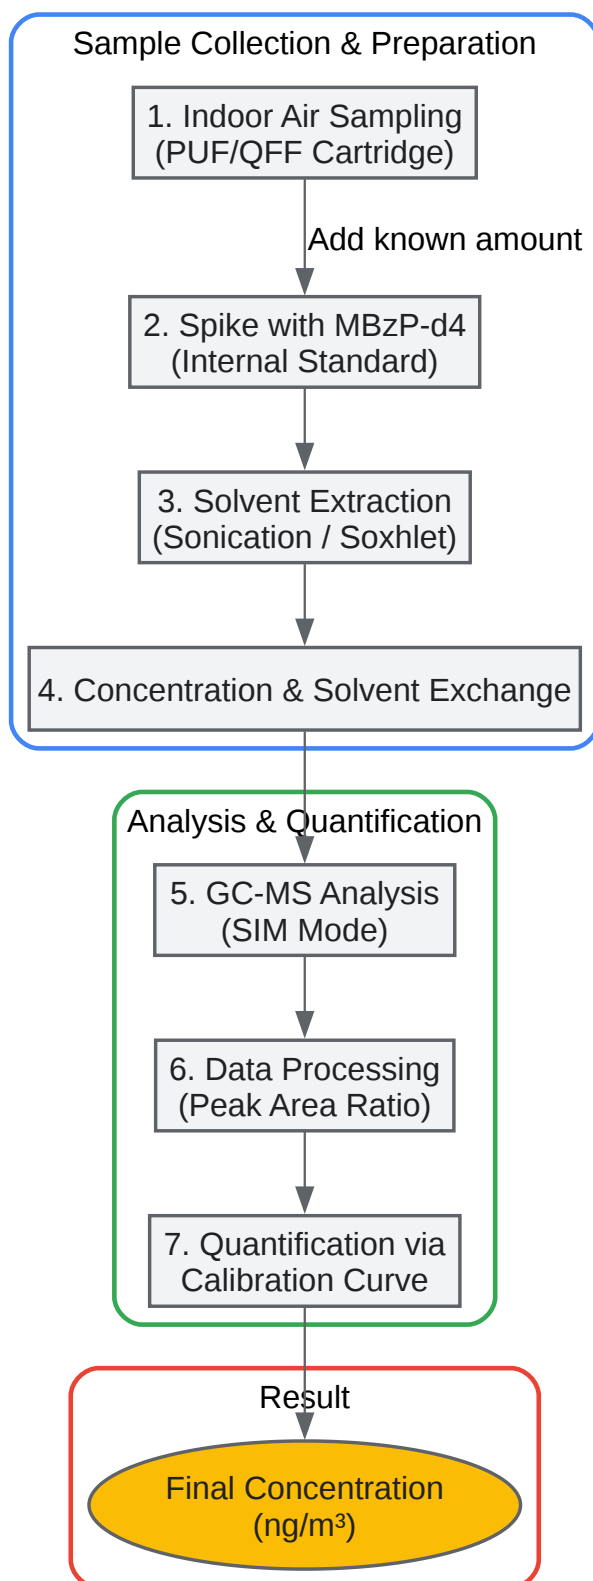 Sample Collection & Preparation
1. Indoor Air Sampling
(PUF/QFF Cartridge)
Add known amount
2. Spike with MBzP-d4
(Internal Standard)
3. Solvent Extraction
(Sonication / Soxhlet)
4. Concentration & Solvent Exchange
Analysis & Quantification
5. GC-MS Analysis
(SIM Mode)
6. Data Processing
(Peak Area Ratio)
7. Quantification via
Calibration Curve
Result
Final Concentration
(ng/m³)